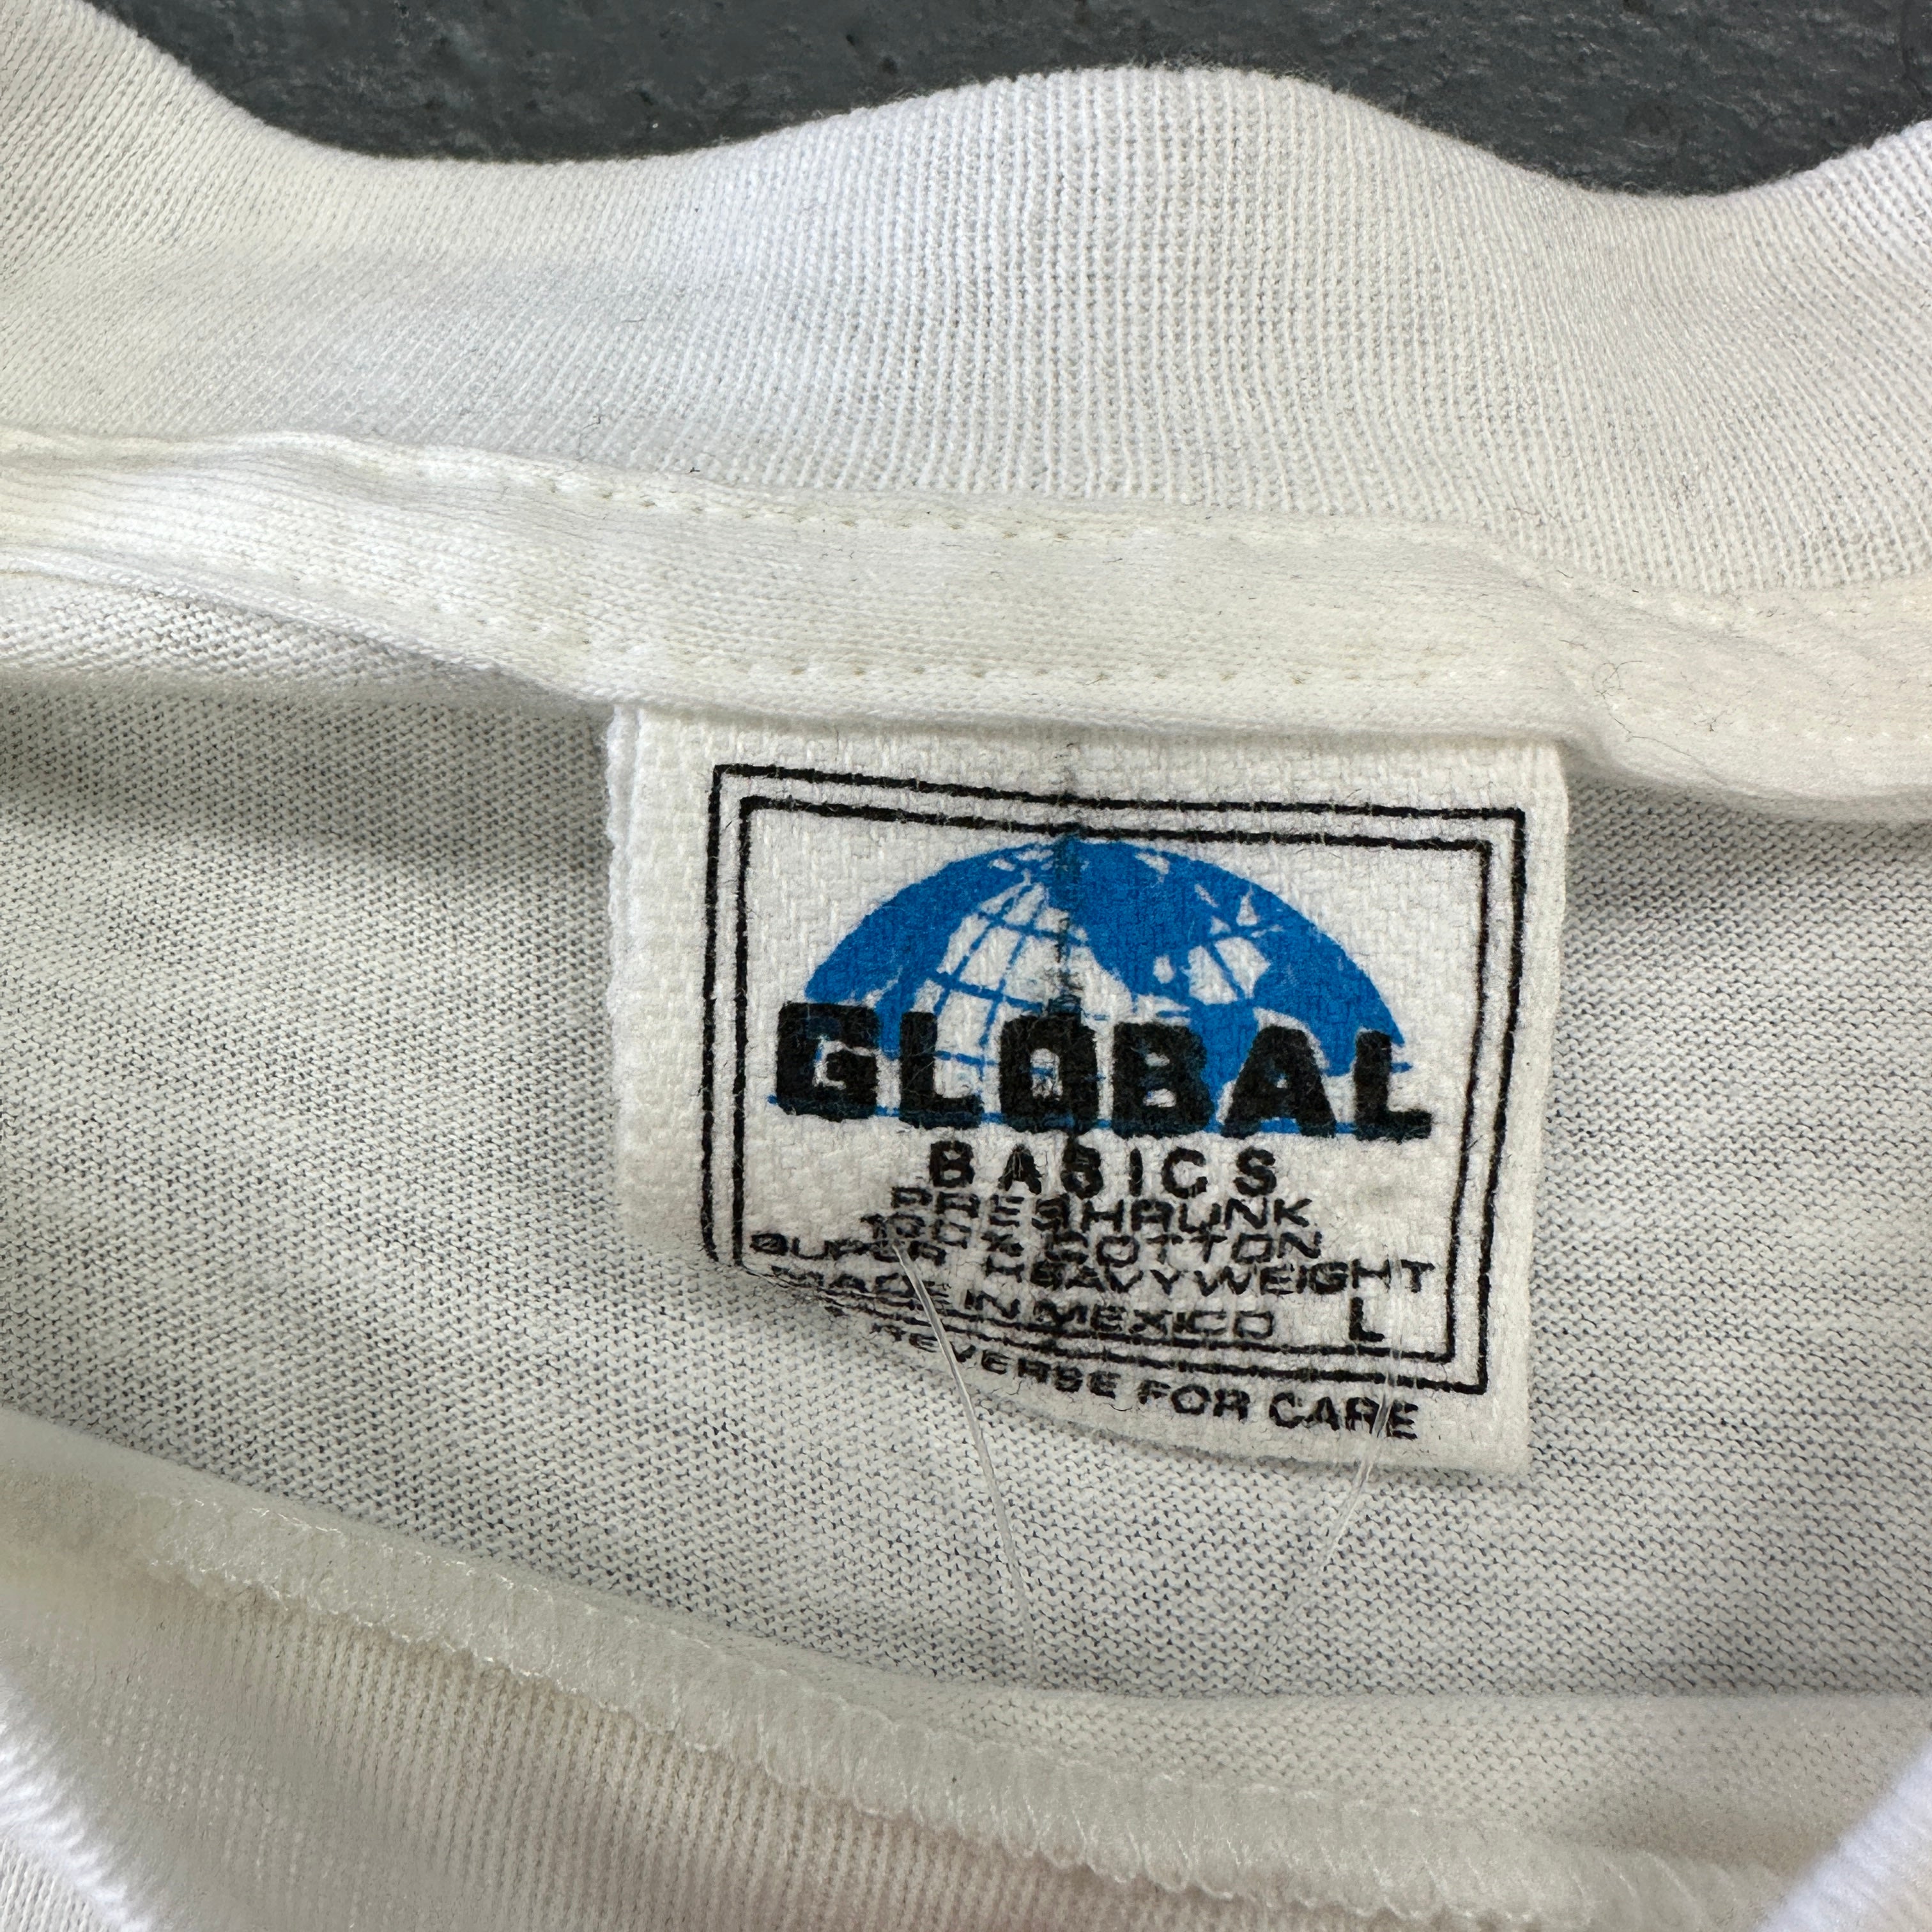 GLOBAL
BASICS
PRESHRUNK
100% COTTON
SUPER HEAVYWEIGHT
MADE IN MEXICO L
REVERSE FOR CARE